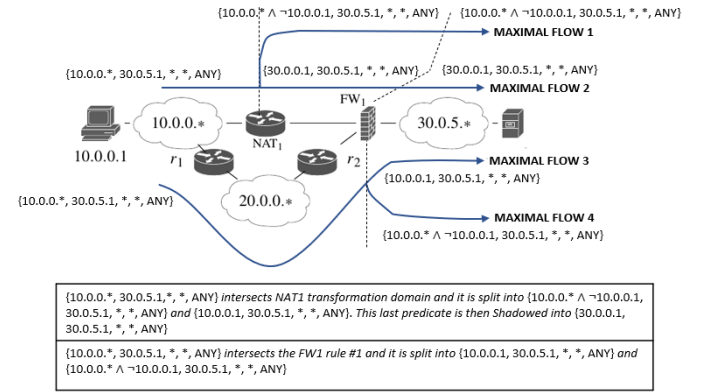 {10.0.0.* ∧ ¬10.0.0.1, 30.0.5.1, *, *, ANY} {10.0.0.* ∧ ¬10.0.0.1, 30.0.5.1, *, *, ANY}
MAXIMAL FLOW 1
{10.0.0.*, 30.0.5.1, *, *, ANY} {30.0.0.1, 30.0.5.1, *, *, ANY} {30.0.0.1, 30.0.5.1, *, *, ANY}
MAXIMAL FLOW 2
FW1
10.0.0.* 30.0.5.*
NAT1
10.0.0.1
r1 r2
MAXIMAL FLOW 3
{10.0.0.1, 30.0.5.1, *, *, ANY}
{10.0.0.*, 30.0.5.1, *, *, ANY} 20.0.0.*
MAXIMAL FLOW 4
{10.0.0.* ∧ ¬10.0.0.1, 30.0.5.1, *, *, ANY}
{10.0.0.*, 30.0.5.1,*, *, ANY} intersects NAT1 transformation domain and it is split into {10.0.0.* ∧ ¬10.0.0.1,
30.0.5.1, *, *, ANY} and {10.0.0.1, 30.0.5.1, *, *, ANY}. This last predicate is then Shadowed into {30.0.0.1,
30.0.5.1, *, *, ANY}
{10.0.0.*, 30.0.5.1, *, *, ANY} intersects the FW1 rule #1 and it is split into {10.0.0.1, 30.0.5.1, *, *, ANY} and
{10.0.0.* ∧ ¬10.0.0.1, 30.0.5.1, *, *, ANY}